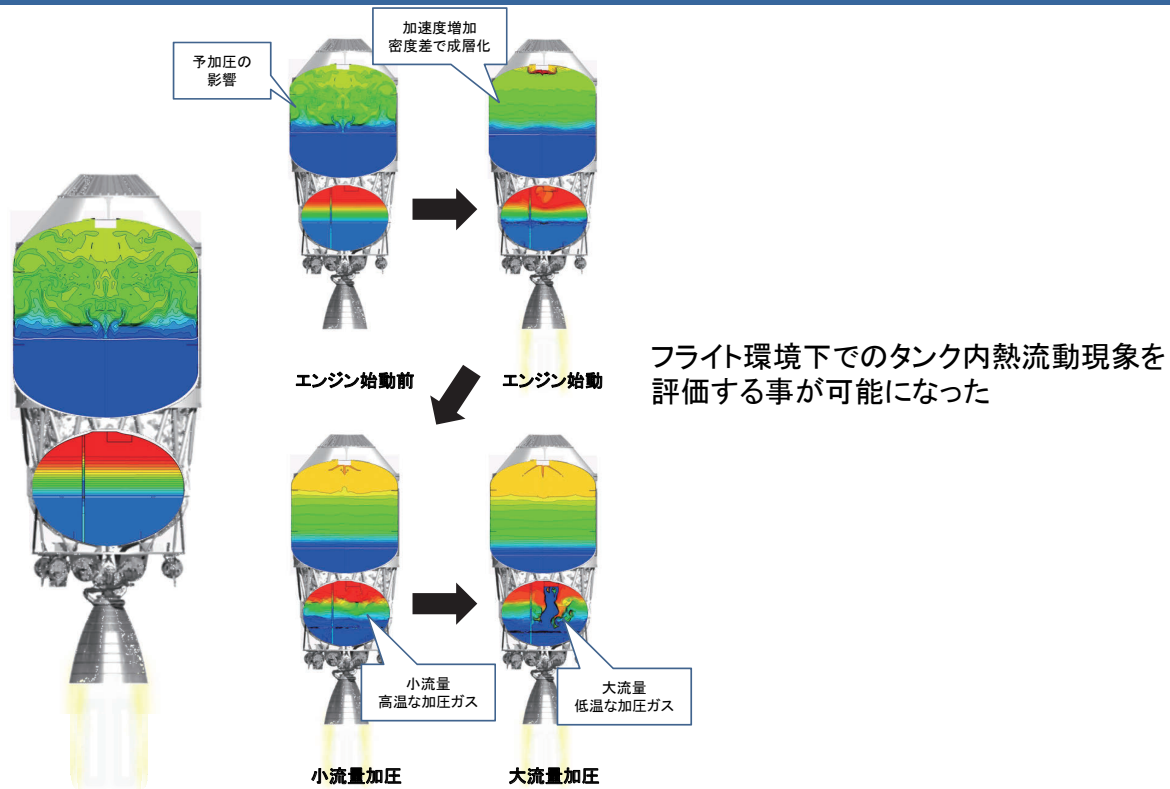 予加圧の
影響
加速度増加
密度差で成層化
エンジン始動前
エンジン始動
フライト環境下でのタンク内熱流動現象を
評価する事が可能になった
小流量
高温な加圧ガス
大流量
低温な加圧ガス
小流量加圧
大流量加圧